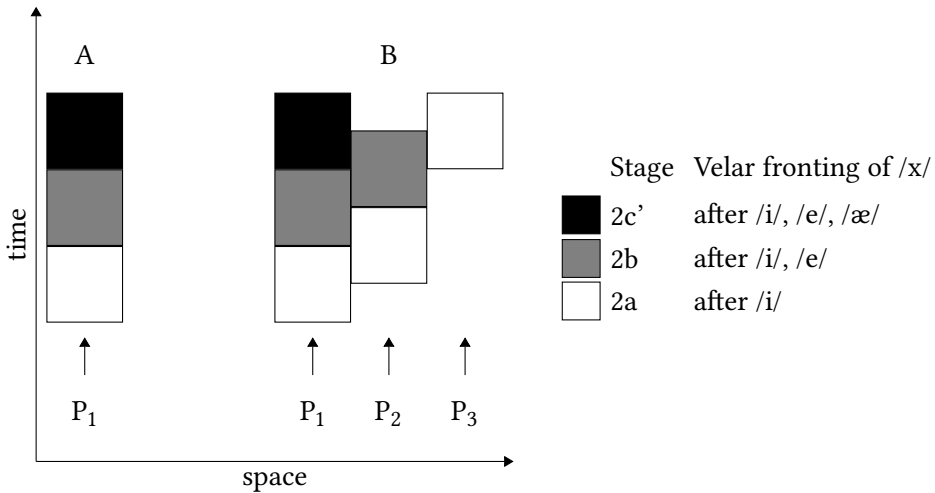 A B
time
Stage Velar fronting of /x/
2c’ after /i/, /e/, /æ/
2b after /i/, /e/
2a after /i/
P1 P1 P2 P3
space